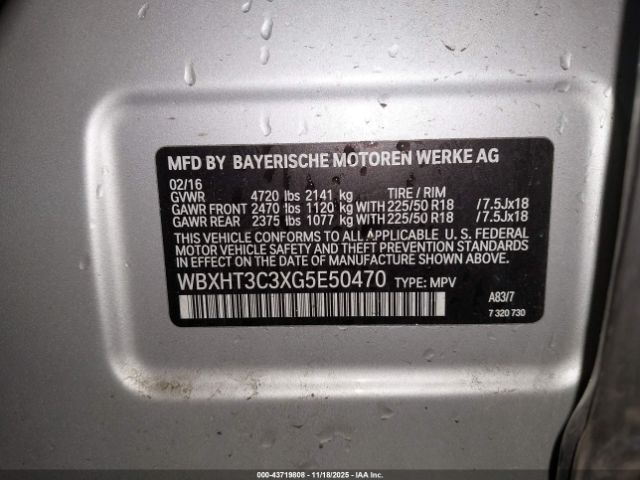 MFD BY BAYERISCHE MOTOREN WERKE AG
02/16
GVWR 4720 lbs 2141 kg TIRE / RIM
GAWR FRONT 2470 lbs 1120 kg WITH 225/50 R18 /7.5Jx18
GAWR REAR 2375 lbs 1077 kg WITH 225/50 R18 /7.5Jx18
THIS VEHICLE CONFORMS TO ALL APPLICABLE U. S. FEDERAL
MOTOR VEHICLE SAFETY AND THEFT PREVENTION STANDARDS
IN EFFECT ON THE DATE OF MANUFACTURE SHOWN ABOVE.
WBXHT3C3XG5E50470 TYPE: MPV
A83/7
7 320 730
000-43719808 - 11/18/2025 - IAAI, Inc.